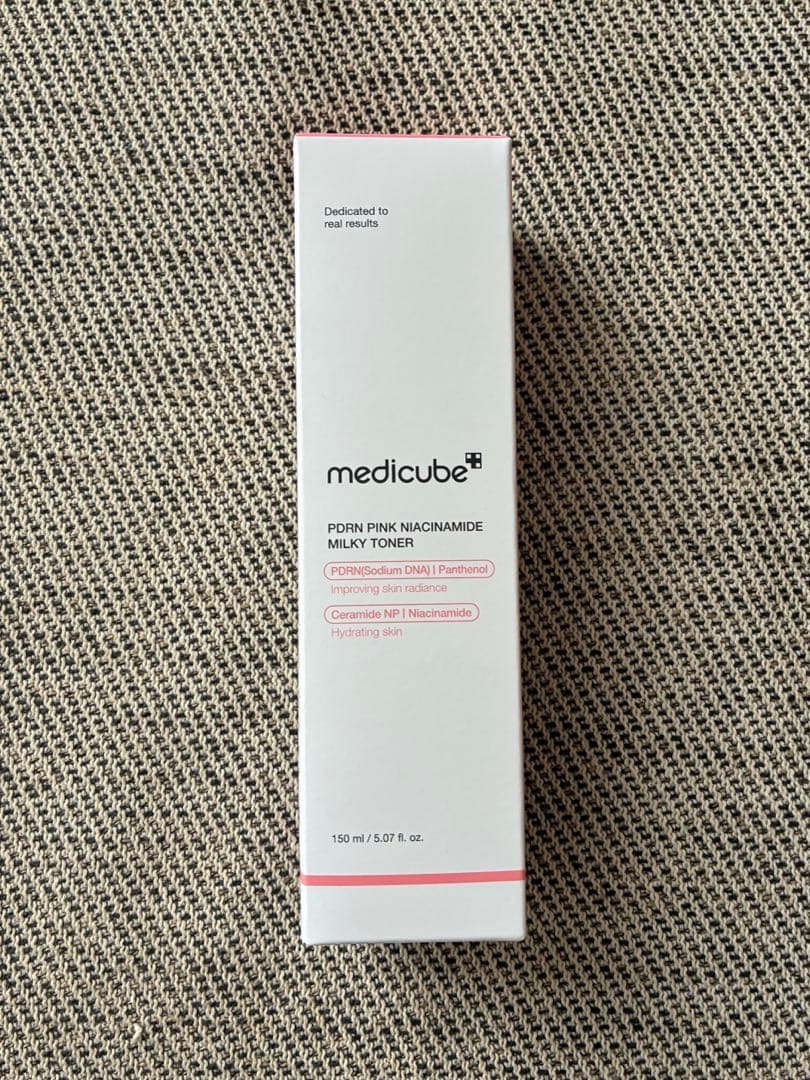 Dedicated to
real results
medicube
PDRN PINK NIACINAMIDE
MILKY TONER
PDRN(Sodium DNA) | Panthenol
Improving skin radiance
Ceramide NP | Niacinamide
Hydrating skin
150 ml / 5.07 fl. oz.